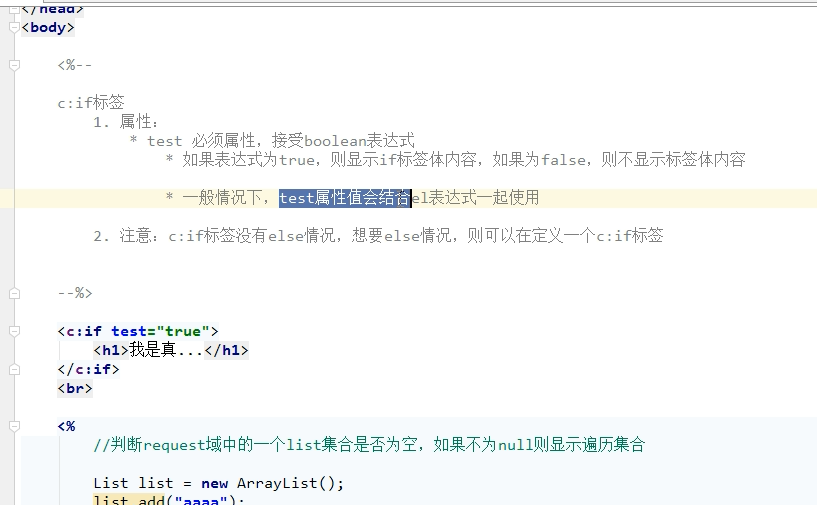 </head>
<body>
<%--
c:if标签
1. 属性：
* test 必须属性，接受boolean表达式
* 如果表达式为true，则显示if标签体内容，如果为false，则不显示标签体内容
* 一般情况下，test属性值会结合el表达式一起使用
2. 注意：c:if标签没有else情况，想要else情况，则可以在定义一个c:if标签
--%>
<c:if test="true">
<h1>我是真...</h1>
</c:if>
<br>
<%
//判断request域中的一个list集合是否为空，如果不为null则显示遍历集合
List list = new ArrayList();
list.add("aaaa");